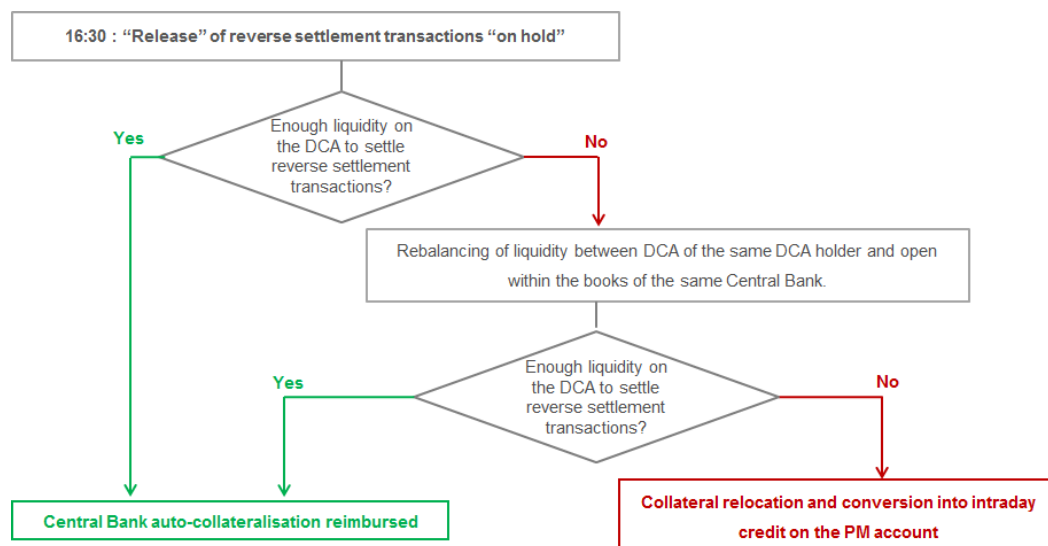 16:30 : “Release” of reverse settlement transactions “on hold”
Enough liquidity on
the DCA to settle
reverse settlement
transactions?
Yes
No
Rebalancing of liquidity between DCA of the same DCA holder and open
within the books of the same Central Bank.
Enough liquidity on
the DCA to settle
reverse settlement
transactions?
Yes
No
Central Bank auto-collateralisation reimbursed
Collateral relocation and conversion into intraday
credit on the PM account